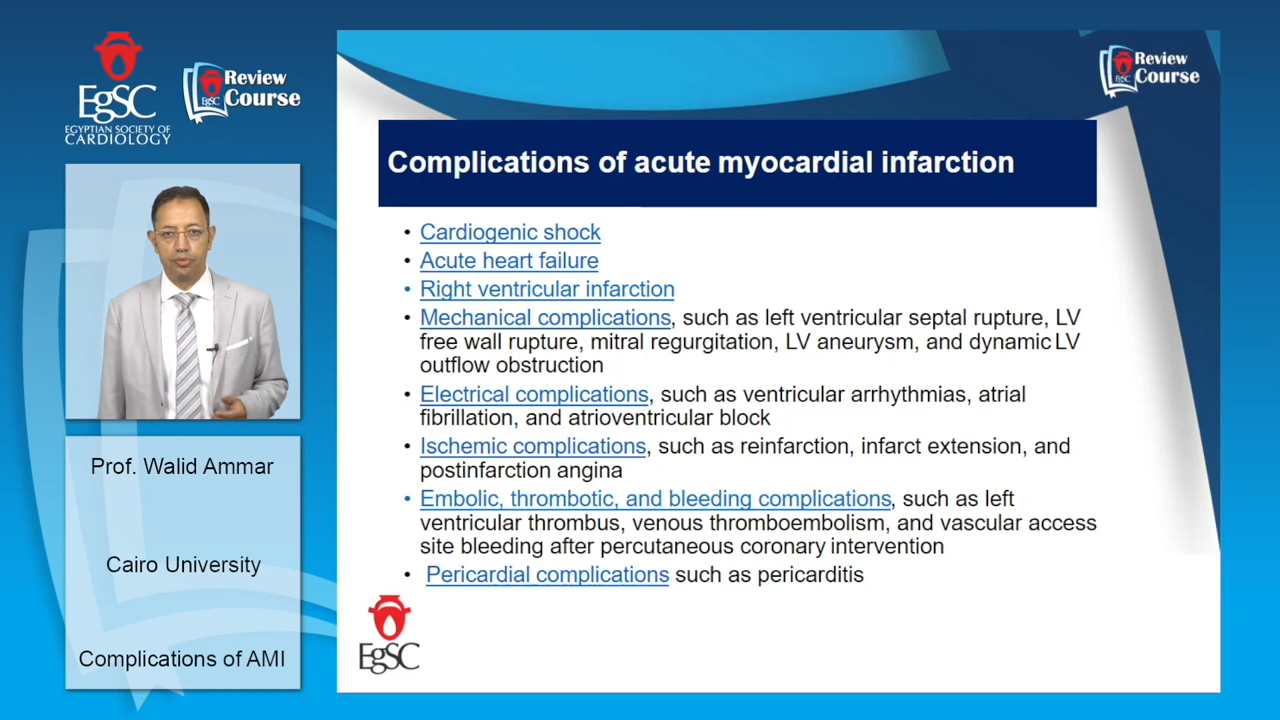 EgSC
EGYPTIAN SOCIETY OF
CARDIOLOGY
EgSC
Review
Course
Prof. Walid Ammar
Cairo University
Complications of AMI
EgSC
Review
Course
Complications of acute myocardial infarction
• Cardiogenic shock
• Acute heart failure
• Right ventricular infarction
• Mechanical complications, such as left ventricular septal rupture, LV
free wall rupture, mitral regurgitation, LV aneurysm, and dynamic LV
outflow obstruction
• Electrical complications, such as ventricular arrhythmias, atrial
fibrillation, and atrioventricular block
• Ischemic complications, such as reinfarction, infarct extension, and
postinfarction angina
• Embolic, thrombotic, and bleeding complications, such as left
ventricular thrombus, venous thromboembolism, and vascular access
site bleeding after percutaneous coronary intervention
• Pericardial complications such as pericarditis
EgSC